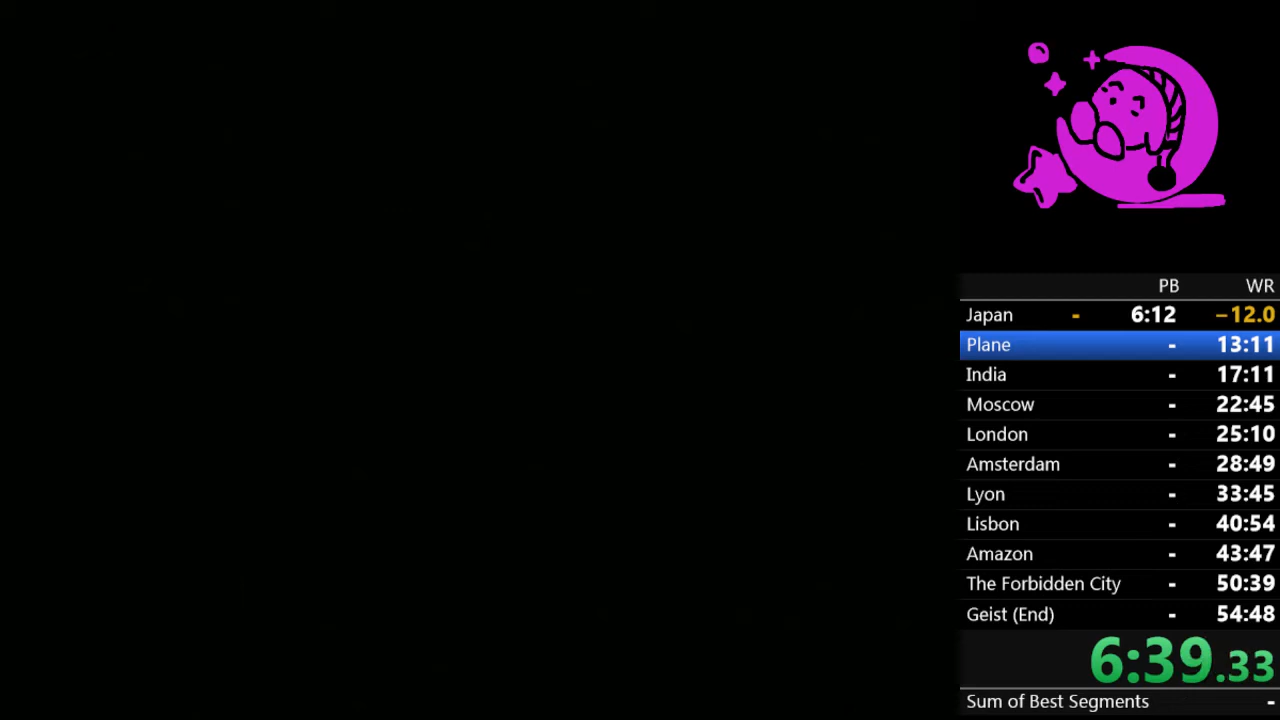 PB WR
Japan - 6:12 −12.0
Plane - 13:11
India - 17:11
Moscow - 22:45
London - 25:10
Amsterdam - 28:49
Lyon - 33:45
Lisbon - 40:54
Amazon - 43:47
The Forbidden City - 50:39
Geist (End) - 54:48
6:39.33
Sum of Best Segments -